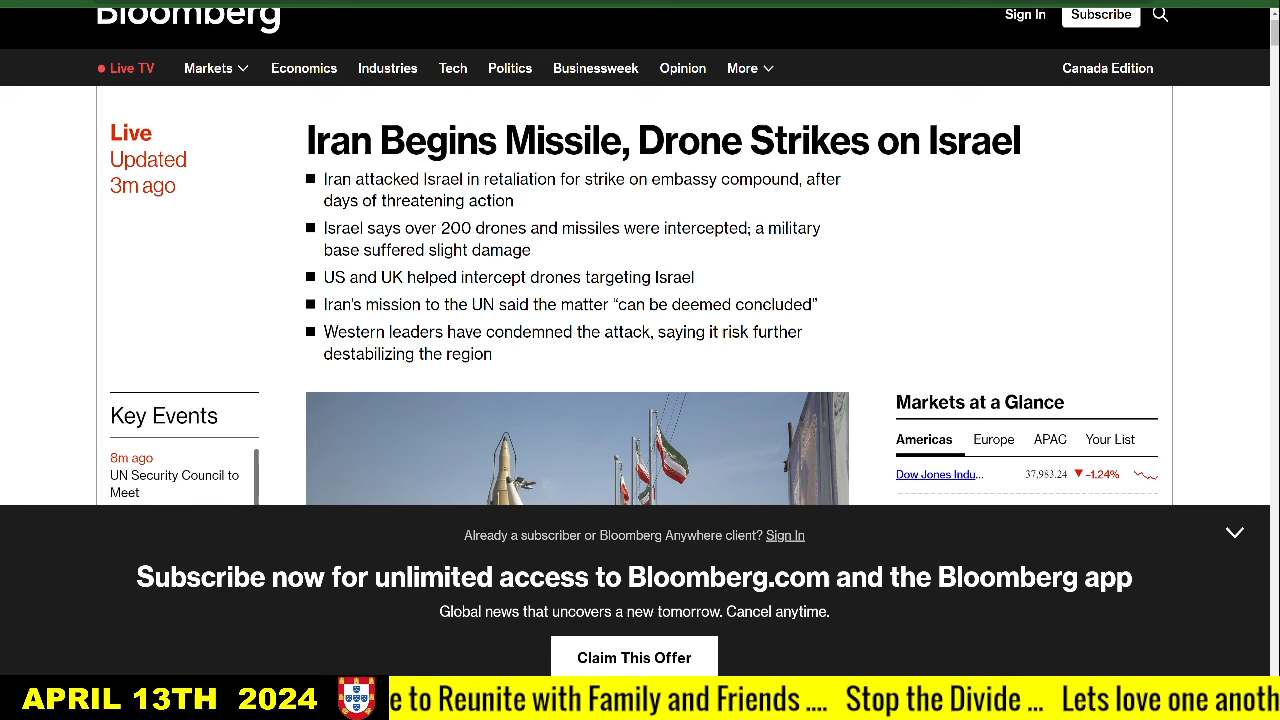 Bloomberg
Sign In
Subscribe
Live TV
Markets
Economics
Industries
Tech
Politics
Businessweek
Opinion
More
Canada Edition
Live
Updated
3m ago
Iran Begins Missile, Drone Strikes on Israel
Iran attacked Israel in retaliation for strike on embassy compound, after
days of threatening action
Israel says over 200 drones and missiles were intercepted; a military
base suffered slight damage
US and UK helped intercept drones targeting Israel
Iran's mission to the UN said the matter “can be deemed concluded”
Western leaders have condemned the attack, saying it risk further
destabilizing the region
Key Events
8m ago
UN Security Council to
Meet
Markets at a Glance
Americas
Europe
APAC
Your List
Dow Jones Indu...
37,983.24
-1.24%
Already a subscriber or Bloomberg Anywhere client? Sign In
Subscribe now for unlimited access to Bloomberg.com and the Bloomberg app
Global news that uncovers a new tomorrow. Cancel anytime.
Claim This Offer
APRIL 13TH 2024
e to Reunite with Family and Friends .... Stop the Divide ... Lets love one anoth